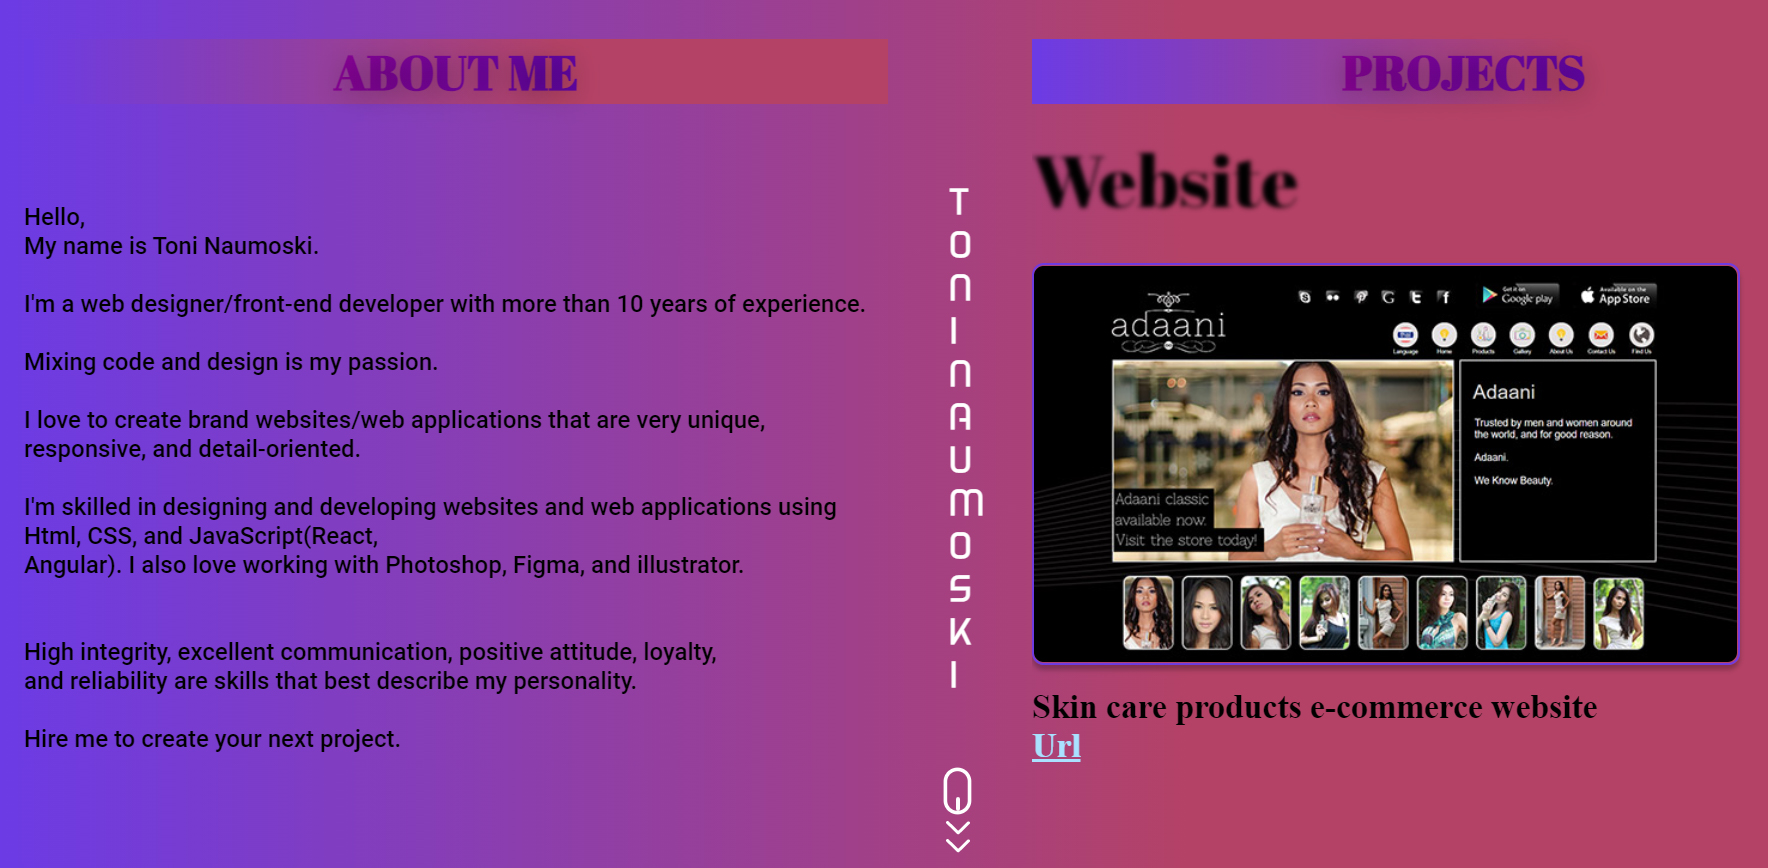 ABOUT ME
Hello,
My name is Toni Naumoski.
I'm a web designer/front-end developer with more than 10 years of experience.
Mixing code and design is my passion.
I love to create brand websites/web applications that are very unique,
responsive, and detail-oriented.
I'm skilled in designing and developing websites and web applications using
Html, CSS, and JavaScript(React,
Angular). I also love working with Photoshop, Figma, and illustrator.
High integrity, excellent communication, positive attitude, loyalty,
and reliability are skills that best describe my personality.
Hire me to create your next project.
TONI NAUMOSKI
PROJECTS
Website
adaani
Get it on
Google play
Available on the
App Store
Language Home Products Gallery About Us Contact Us Find Us
Adaani classic
available now.
Visit the store today!
Adaani
Trusted by men and women around
the world, and for good reason.
Adaani.
We Know Beauty.
Skin care products e-commerce website
Url